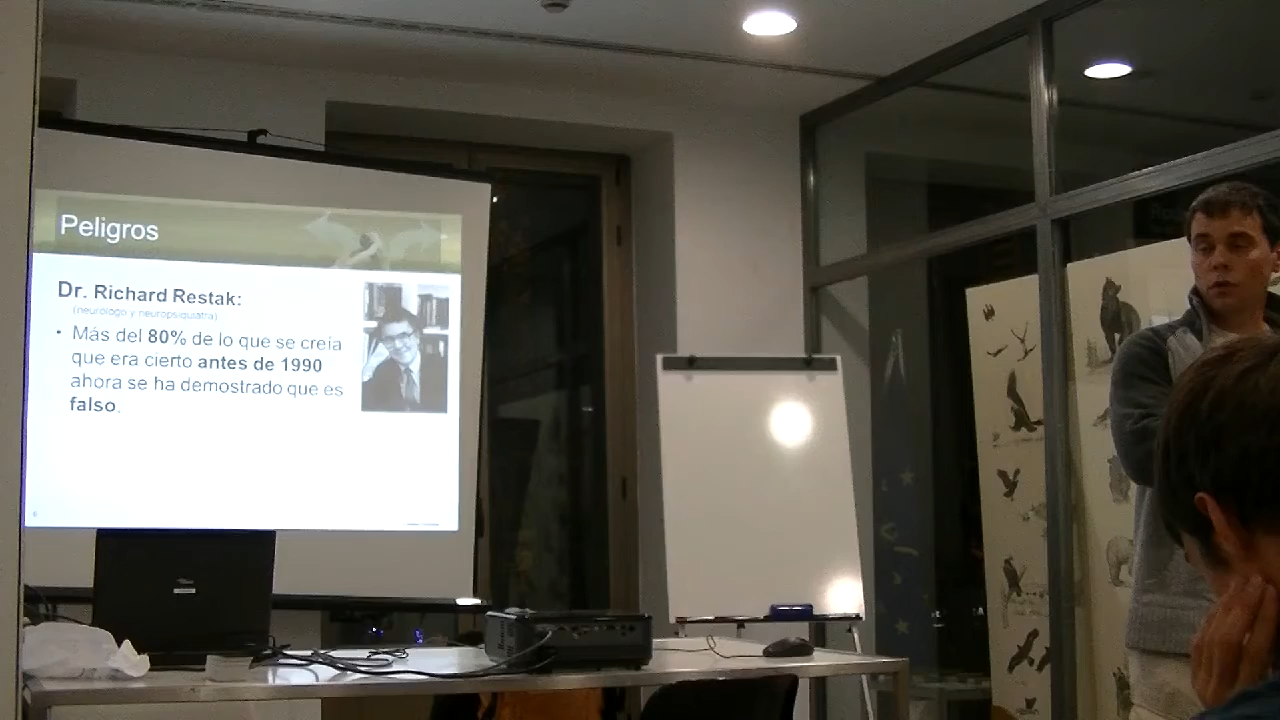 Peligros
Dr. Richard Restak:
(neurólogo y neuropsiquiatra)
• Más del 80% de lo que se creía
que era cierto antes de 1990
ahora se ha demostrado que es
falso.